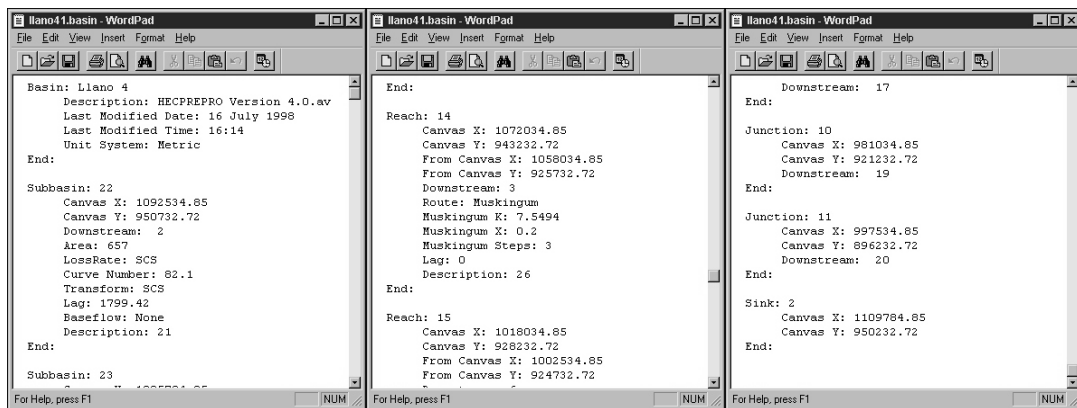 llano41.basin - WordPad
File Edit View Insert Format Help
Basin: Llano 4
Description: HECPREPRO Version 4.0.av
Last Modified Date: 16 July 1998
Last Modified Time: 16:14
Unit System: Metric
End:
Subbasin: 22
Canvas X: 1092534.85
Canvas Y: 950732.72
Downstream: 2
Area: 657
LossRate: SCS
Curve Number: 82.1
Transform: SCS
Lag: 1799.42
Baseflow: None
Description: 21
End:
Subbasin: 23
For Help, press F1
NUM
llano41.basin - WordPad
File Edit View Insert Format Help
End:
Reach: 14
Canvas X: 1072034.85
Canvas Y: 943232.72
From Canvas X: 1058034.85
From Canvas Y: 925732.72
Downstream: 3
Route: Muskingum
Muskingum K: 7.5494
Muskingum X: 0.2
Muskingum Steps: 3
Lag: 0
Description: 26
End:
Reach: 15
Canvas X: 1018034.85
Canvas Y: 928232.72
From Canvas X: 1002534.85
From Canvas Y: 924732.72
For Help, press F1
NUM
llano41.basin - WordPad
File Edit View Insert Format Help
Downstream: 17
End:
Junction: 10
Canvas X: 981034.85
Canvas Y: 921232.72
Downstream: 19
End:
Junction: 11
Canvas X: 997534.85
Canvas Y: 896232.72
Downstream: 20
End:
Sink: 2
Canvas X: 1109784.85
Canvas Y: 950232.72
End:
For Help, press F1
NUM